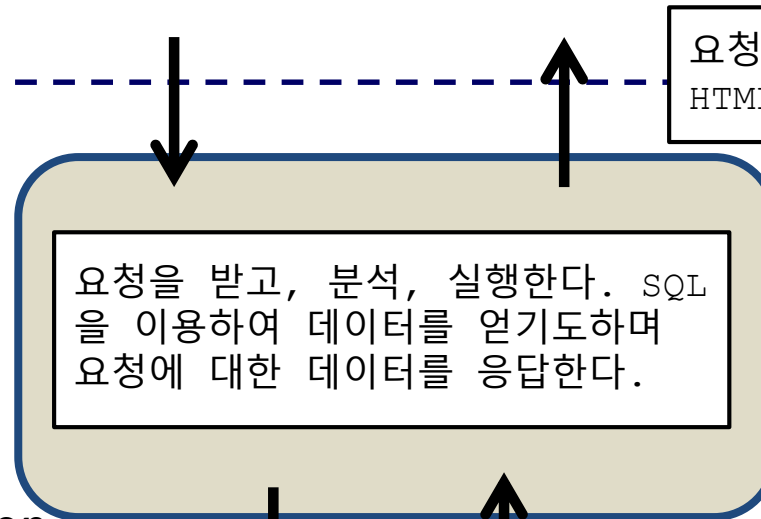 요청
요청을 받고, 분석, 실행한다. SQL
을 이용하여 데이터를 얻기도하며
요청에 대한 데이터를 응답한다.